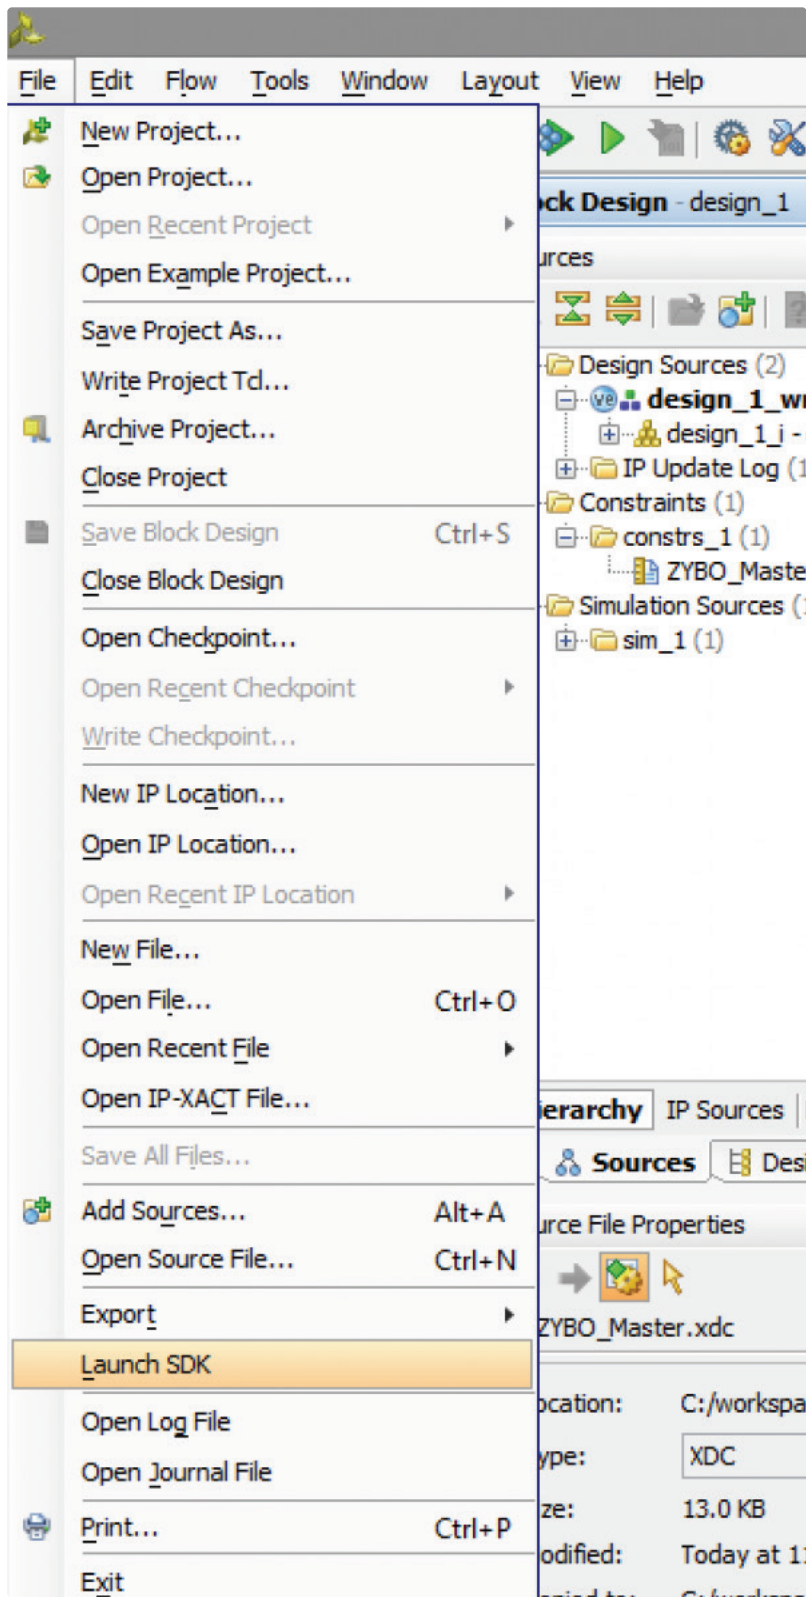 File Edit Flow Tools Window Layout View Help
New Project...
Open Project...
Open Recent Project
Open Example Project...
Save Project As...
Write Project Tcl...
Archive Project...
Close Project
Save Block Design Ctrl+S
Close Block Design
Open Checkpoint...
Open Recent Checkpoint
Write Checkpoint...
New IP Location...
Open IP Location...
Open Recent IP Location
New File...
Open File... Ctrl+O
Open Recent File
Open IP-XACT File...
Save All Files...
Add Sources... Alt+A
Open Source File... Ctrl+N
Export
Launch SDK
Open Log File
Open Journal File
Print... Ctrl+P
Exit
ck Design - design_1
urces
Design Sources (2)
design_1_wr
design_1_i -
IP Update Log (1
Constraints (1)
constrs_1 (1)
ZYBO_Maste
Simulation Sources (1
sim_1 (1)
ierarchy IP Sources
Sources Desi
urce File Properties
ZYBO_Master.xdc
ocation: C:/workspa
ype: XDC
ze: 13.0 KB
odified: Today at 11